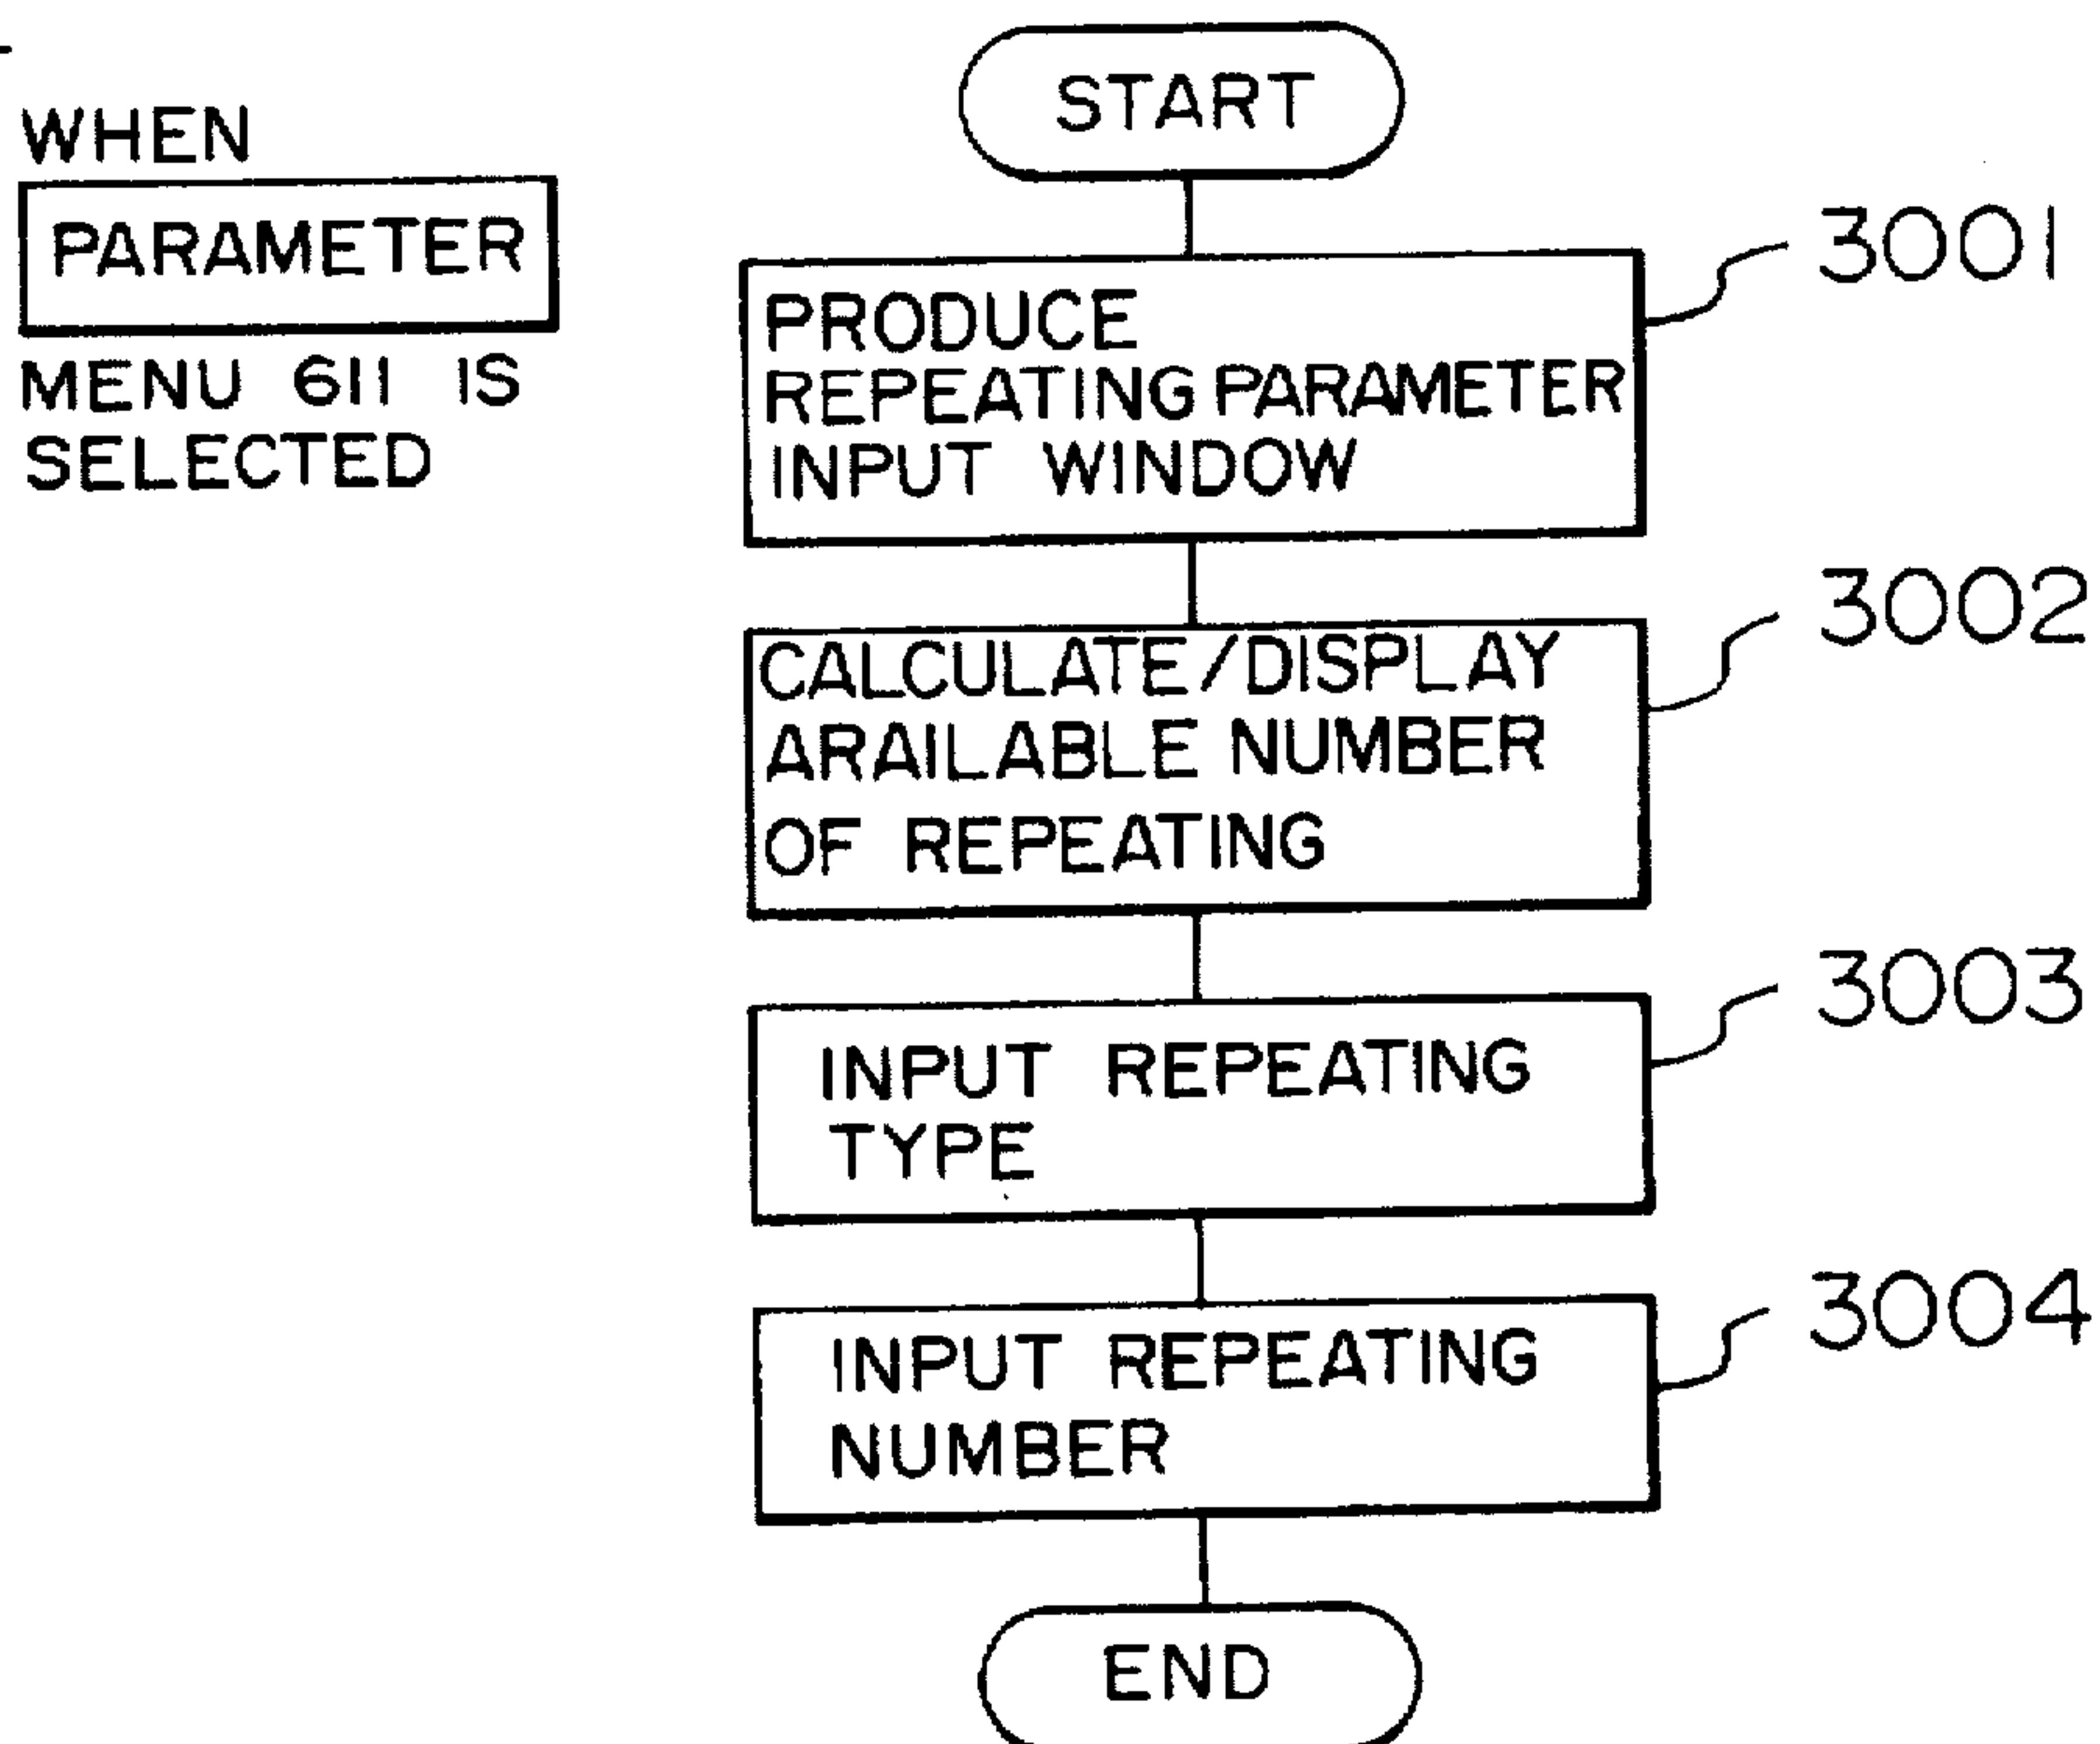 WHEN
PARAMETER
MENU 611 IS
SELECTED
START
PRODUCE
REPEATING PARAMETER
INPUT WINDOW
3001
CALCULATE/DISPLAY
ARAILABLE NUMBER
OF REPEATING
3002
INPUT REPEATING
TYPE
3003
INPUT REPEATING
NUMBER
3004
END